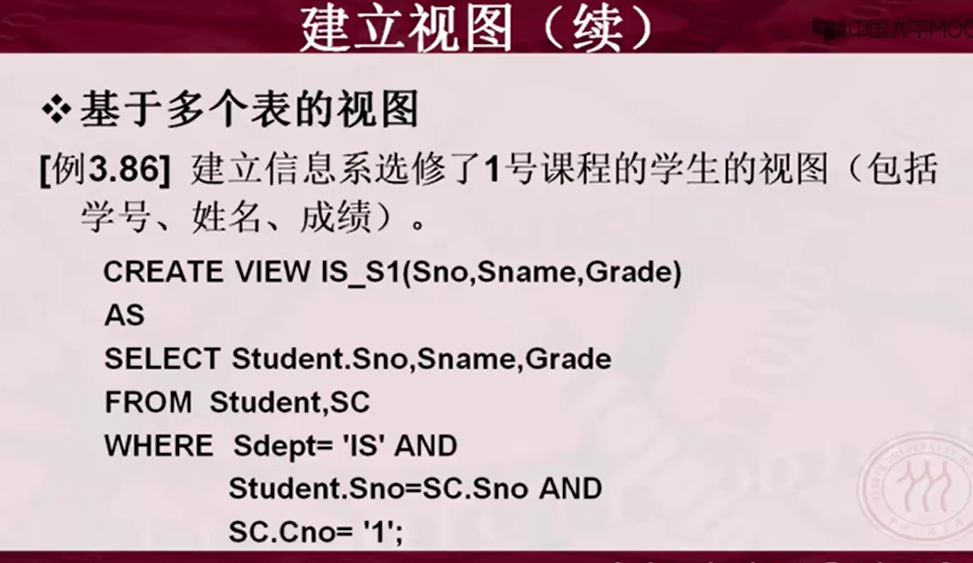 建立视图（续）
中国大学MOO
❖基于多个表的视图
[例3.86] 建立信息系选修了1号课程的学生的视图（包括
学号、姓名、成绩）。
CREATE VIEW IS_S1(Sno,Sname,Grade)
AS
SELECT Student.Sno,Sname,Grade
FROM Student,SC
WHERE Sdept= 'IS' AND
Student.Sno=SC.Sno AND
SC.Cno= '1';